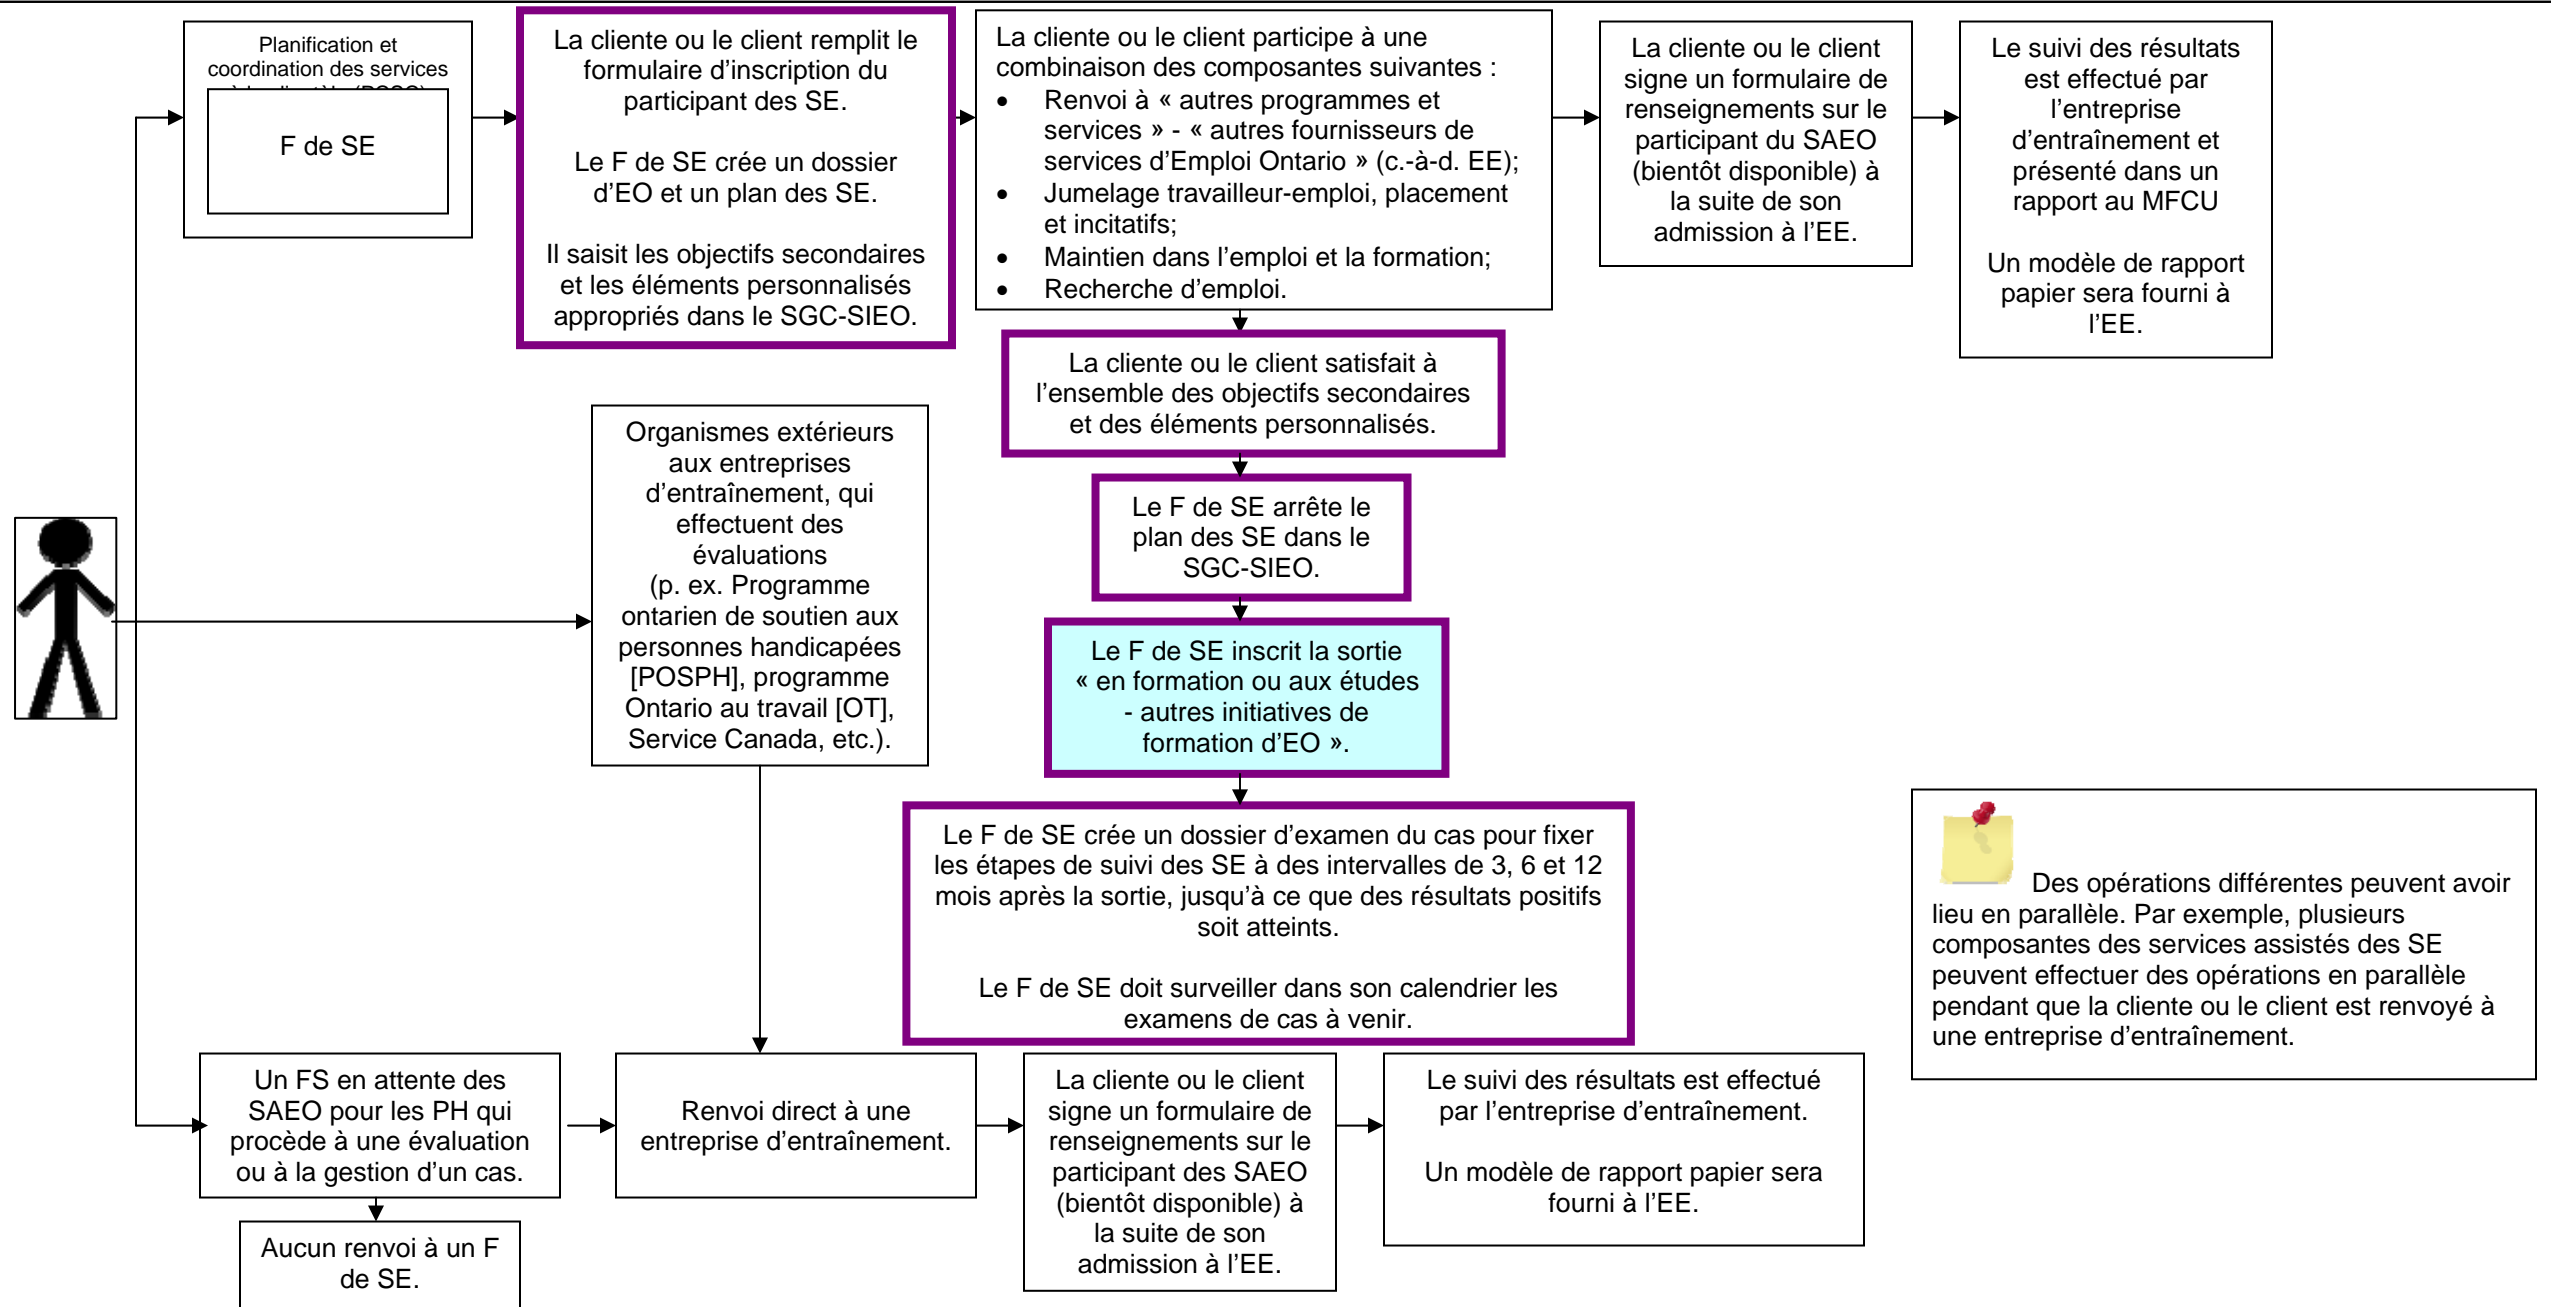 Planification et
coordination des services
F de SE
La cliente ou le client remplit le
formulaire d’inscription du
participant des SE.
Le F de SE crée un dossier
d’EO et un plan des SE.
Il saisit les objectifs secondaires
et les éléments personnalisés
appropriés dans le SGC-SIEO.
La cliente ou le client participe à une
combinaison des composantes suivantes :
• Renvoi à « autres programmes et
services » - « autres fournisseurs de
services d’Emploi Ontario » (c.-à-d. EE);
• Jumelage travailleur-emploi, placement
et incitatifs;
• Maintien dans l’emploi et la formation;
• Recherche d’emploi.
La cliente ou le client
signe un formulaire de
renseignements sur le
participant du SAEO
(bientôt disponible) à
la suite de son
admission à l’EE.
Le suivi des résultats
est effectué par
l’entreprise
d’entraînement et
présenté dans un
rapport au MFCU
Un modèle de rapport
papier sera fourni à
l’EE.
La cliente ou le client satisfait à
l’ensemble des objectifs secondaires
et des éléments personnalisés.
Le F de SE arrête le
plan des SE dans le
SGC-SIEO.
Le F de SE inscrit la sortie
« en formation ou aux études
- autres initiatives de
formation d’EO ».
Le F de SE crée un dossier d’examen du cas pour fixer
les étapes de suivi des SE à des intervalles de 3, 6 et 12
mois après la sortie, jusqu’à ce que des résultats positifs
soit atteints.
Le F de SE doit surveiller dans son calendrier les
examens de cas à venir.
Organismes extérieurs
aux entreprises
d’entraînement, qui
effectuent des
évaluations
(p. ex. Programme
ontarien de soutien aux
personnes handicapées
[POSPH], programme
Ontario au travail [OT],
Service Canada, etc.).
Des opérations différentes peuvent avoir
lieu en parallèle. Par exemple, plusieurs
composantes des services assistés des SE
peuvent effectuer des opérations en parallèle
pendant que la cliente ou le client est renvoyé à
une entreprise d’entraînement.
Un FS en attente des
SAEO pour les PH qui
procède à une évaluation
ou à la gestion d’un cas.
Aucun renvoi à un F
de SE.
Renvoi direct à une
entreprise d’entraînement.
La cliente ou le client
signe un formulaire de
renseignements sur le
participant des SAEO
(bientôt disponible) à
la suite de son
admission à l’EE.
Le suivi des résultats est effectué
par l’entreprise d’entraînement.
Un modèle de rapport papier sera
fourni à l’EE.